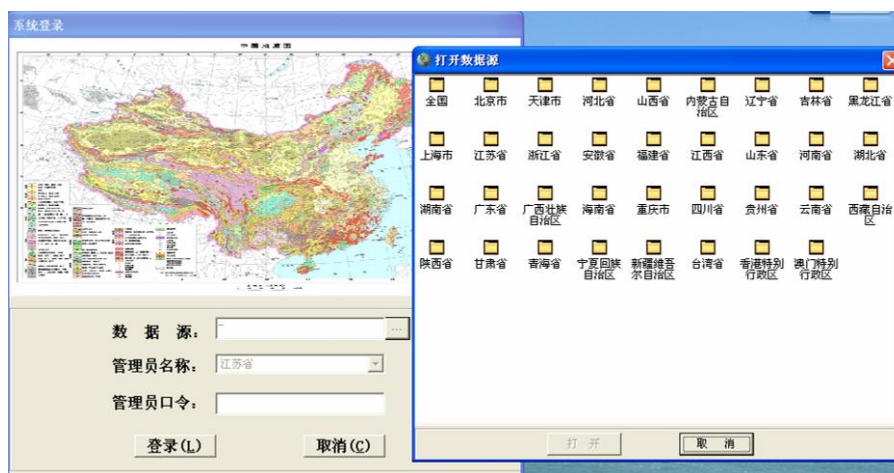 系统登录
中国地质图
打开数据源
全国 北京市 天津市 河北省 山西省 内蒙古自 辽宁省 吉林省 黑龙江省
治区
上海市 江苏省 浙江省 安徽省 福建省 江西省 山东省 河南省 湖北省
湖南省 广东省 广西壮族 海南省 重庆市 四川省 贵州省 云南省 西藏自治
自治区 区
陕西省 甘肃省 青海省 宁夏回族 新疆维吾 台湾省 香港特别 澳门特别
自治区 尔自治区 行政区 行政区
数 据 源： ...
管理员名称： 江苏省
管理员口令：
登录(L) 取消(C)
打 开 取 消